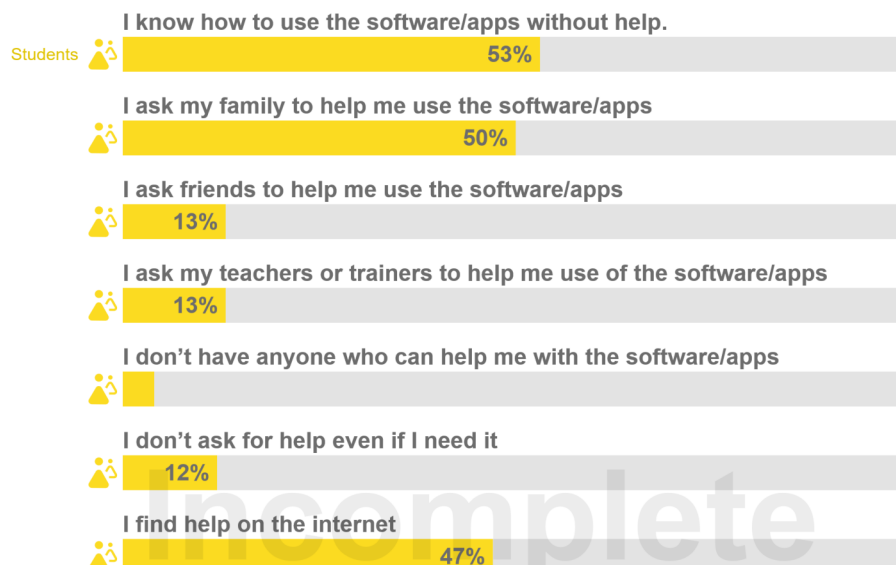 I know how to use the software/apps without help.
Students
53%
I ask my family to help me use the software/apps
50%
I ask friends to help me use the software/apps
13%
I ask my teachers or trainers to help me use of the software/apps
13%
I don’t have anyone who can help me with the software/apps
I don’t ask for help even if I need it
12%
Incomplete
I find help on the internet
47%